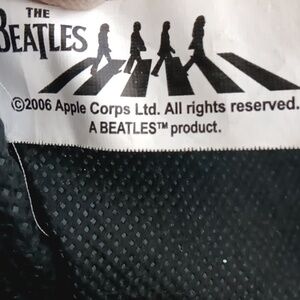 THE
BEATLES
©2006 Apple Corps Ltd. All rights reserved.
A BEATLES™ product.